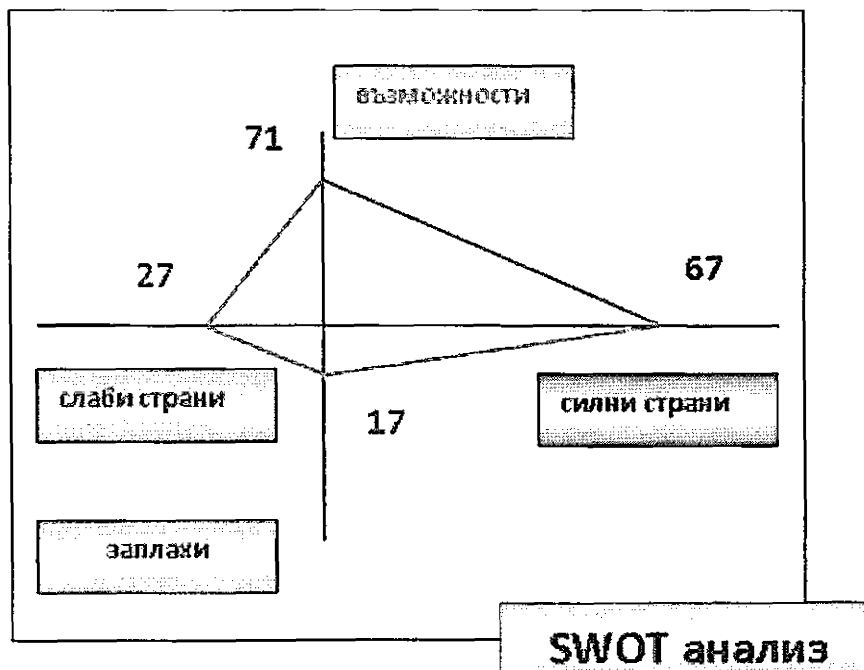 възможности
71
27
67
слаби страни
силни страни
17
заплахи
SWOT анализ